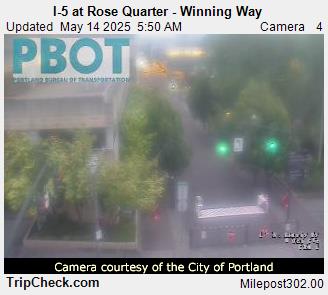 I-5 at Rose Quarter - Winning Way
Updated May 14 2025 5:50 AM Camera 4
PBOT
PORTLAND BUREAU OF TRANSPORTATION
Camera courtesy of the City of Portland
TripCheck.com Milepost302.00